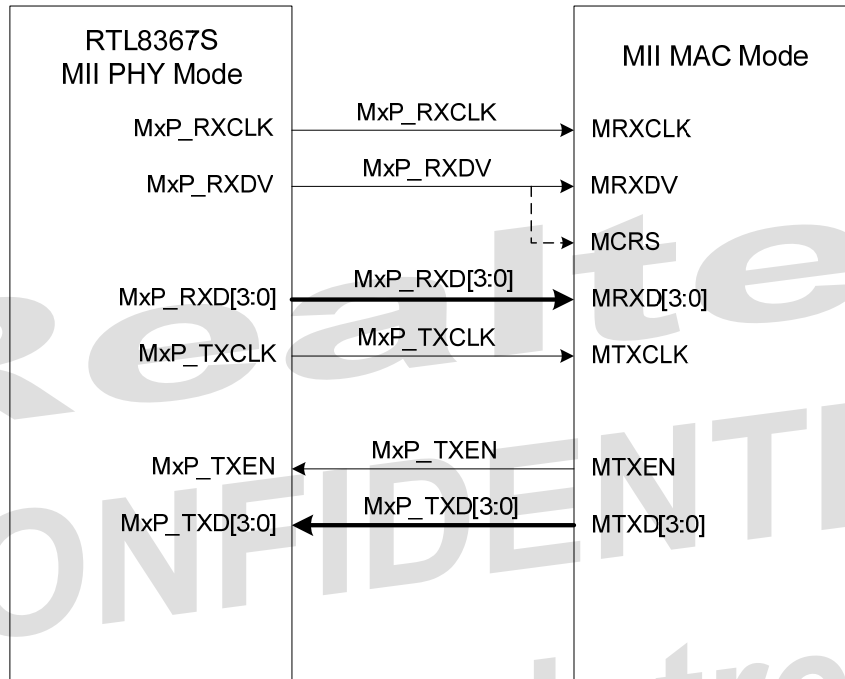 RTL8367S
MII PHY Mode
MII MAC Mode
MxP_RXCLK MxP_RXCLK MRXCLK
MxP_RXDV MxP_RXDV MRXDV
MCRS
MxP_RXD[3:0] MxP_RXD[3:0] MRXD[3:0]
MxP_TXCLK MxP_TXCLK MTXCLK
MxP_TXEN MxP_TXEN MTXEN
MxP_TXD[3:0] MxP_TXD[3:0] MTXD[3:0]